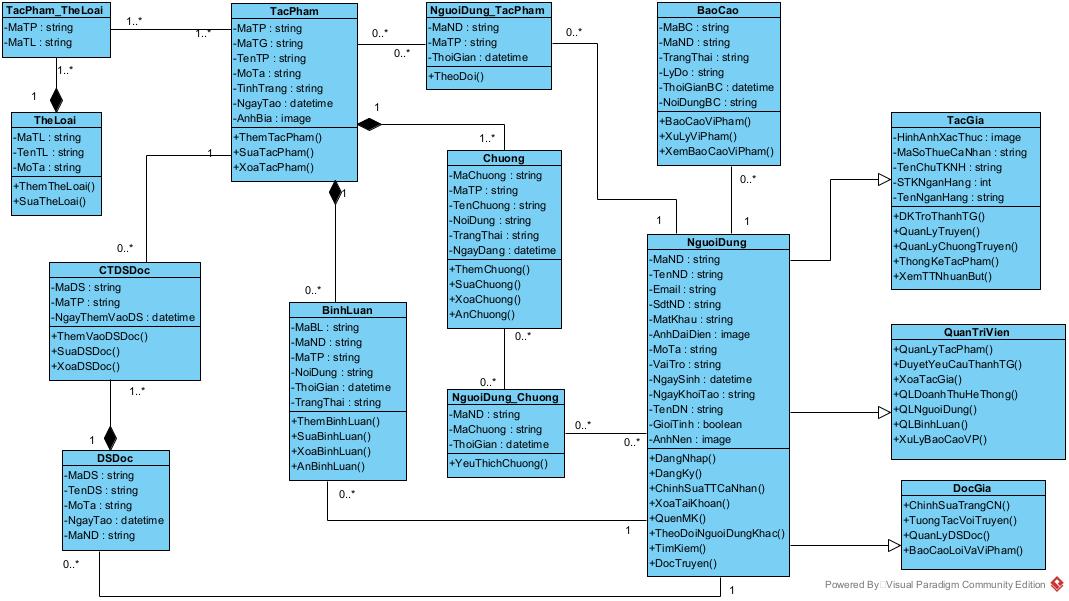 TacPham_TheLoai
-MaTP : string
-MaTL : string
1..*
1..*
1..*
1
TheLoai
-MaTL : string
-TenTL : string
-MoTa : string
+ThemTheLoai()
+SuaTheLoai()
TacPham
-MaTP : string
-MaTG : string
-TenTP : string
-MoTa : string
-TinhTrang : string
-NgayTao : datetime
-AnhBia : image
+ThemTacPham()
+SuaTacPham()
+XoaTacPham()
0..*
0..*
1
1
1
NguoiDung_TacPham
-MaND : string
-MaTP : string
-ThoiGian : datetime
+TheoDoi()
0..*
1
BaoCao
-MaBC : string
-MaND : string
-TrangThai : string
-LyDo : string
-ThoiGianBC : datetime
-NoiDungBC : string
+BaoCaoViPham()
+XuLyViPham()
+XemBaoCaoViPham()
0..*
1
TacGia
-HinhAnhXacThuc : image
-MaSoThueCaNhan : string
-TenChuTKNH : string
-STKNganHang : int
-TenNganHang : string
+DKTroThanhTG()
+QuanLyTruyen()
+QuanLyChuongTruyen()
+ThongKeTacPham()
+XemTTNhuanBut()
1..*
Chuong
-MaChuong : string
-MaTP : string
-TenChuong : string
-NoiDung : string
-TrangThai : string
-NgayDang : datetime
+ThemChuong()
+SuaChuong()
+XoaChuong()
+AnChuong()
0..*
0..*
0..*
CTDSDoc
-MaDS : string
-MaTP : string
-NgayThemVaoDS : datetime
+ThemVaoDSDoc()
+SuaDSDoc()
+XoaDSDoc()
1..*
1
0..*
BinhLuan
-MaBL : string
-MaND : string
-MaTP : string
-NoiDung : string
-ThoiGian : datetime
-TrangThai : string
+ThemBinhLuan()
+SuaBinhLuan()
+XoaBinhLuan()
+AnBinhLuan()
0..*
1
NguoiDung_Chuong
-MaND : string
-MaChuong : string
-ThoiGian : datetime
+YeuThichChuong()
0..*
0..*
NguoiDung
-MaND : string
-TenND : string
-Email : string
-SdtND : string
-MatKhau : string
-AnhDaiDien : image
-MoTa : string
-VaiTro : string
-NgaySinh : datetime
-NgayKhoiTao : string
-TenDN : string
-GioiTinh : boolean
-AnhNen : image
+DangNhap()
+DangKy()
+ChinhSuaTTCaNhan()
+XoaTaiKhoan()
+QuenMK()
+TheoDoiNguoiDungKhac()
+TimKiem()
+DocTruyen()
QuanTriVien
+QuanLyTacPham()
+DuyetYeuCauThanhTG()
+XoaTacGia()
+QLDoanhThuHeThong()
+QLNguoiDung()
+QLBinhLuan()
+XuLyBaoCaoVP()
DSDoc
-MaDS : string
-TenDS : string
-MoTa : string
-NgayTao : datetime
-MaND : string
0..*
1
DocGia
+ChinhSuaTrangCN()
+TuongTacVoiTruyen()
+QuanLyDSDoc()
+BaoCaoLoiVaViPham()
Powered By Visual Paradigm Community Edition